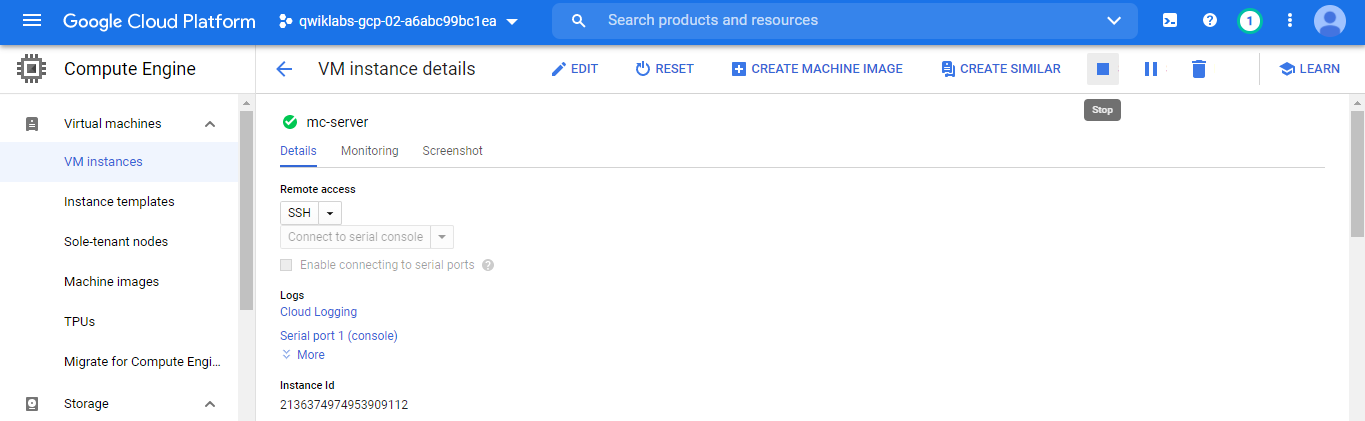 Google Cloud Platform qwiklabs-gcp-02-a6abc99bc1ea Search products and resources 1
Compute Engine
VM instance details EDIT RESET CREATE MACHINE IMAGE CREATE SIMILAR LEARN
Stop
Virtual machines
VM instances
Instance templates
Sole-tenant nodes
Machine images
TPUs
Migrate for Compute Engi...
Storage
mc-server
Details Monitoring Screenshot
Remote access
SSH
Connect to serial console
Enable connecting to serial ports ?
Logs
Cloud Logging
Serial port 1 (console)
More
Instance Id
2136374974953909112